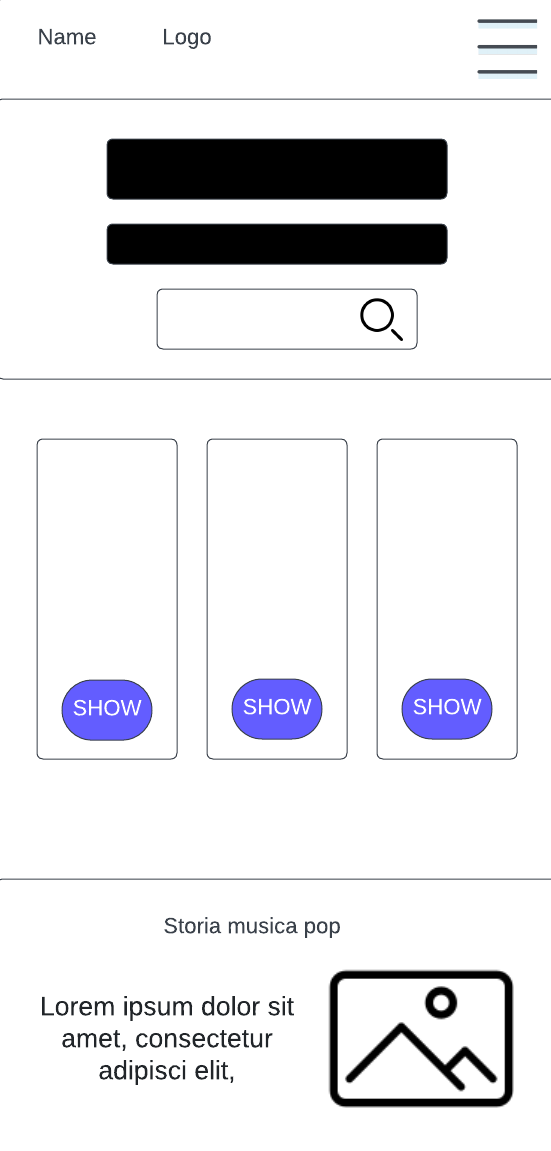 Name
Logo
SHOW
SHOW
SHOW
Storia musica pop
Lorem ipsum dolor sit
amet, consectetur
adipisci elit,